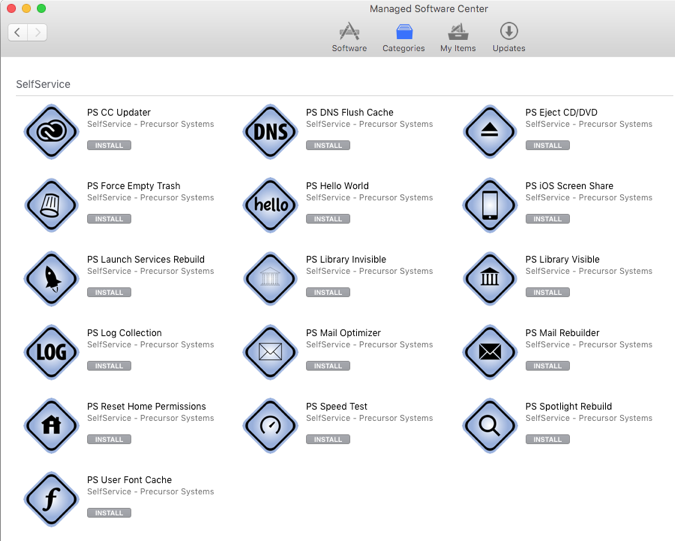 Managed Software Center
Software Categories My Items Updates
SelfService
PS CC Updater
SelfService - Precursor Systems
INSTALL
DNS
PS DNS Flush Cache
SelfService - Precursor Systems
INSTALL
PS Eject CD/DVD
SelfService - Precursor Systems
INSTALL
PS Force Empty Trash
SelfService - Precursor Systems
INSTALL
hello
PS Hello World
SelfService - Precursor Systems
INSTALL
PS iOS Screen Share
SelfService - Precursor Systems
INSTALL
PS Launch Services Rebuild
SelfService - Precursor Systems
INSTALL
PS Library Invisible
SelfService - Precursor Systems
INSTALL
PS Library Visible
SelfService - Precursor Systems
INSTALL
LOG
PS Log Collection
SelfService - Precursor Systems
INSTALL
PS Mail Optimizer
SelfService - Precursor Systems
INSTALL
PS Mail Rebuilder
SelfService - Precursor Systems
INSTALL
PS Reset Home Permissions
SelfService - Precursor Systems
INSTALL
PS Speed Test
SelfService - Precursor Systems
INSTALL
PS Spotlight Rebuild
SelfService - Precursor Systems
INSTALL
f
PS User Font Cache
SelfService - Precursor Systems
INSTALL